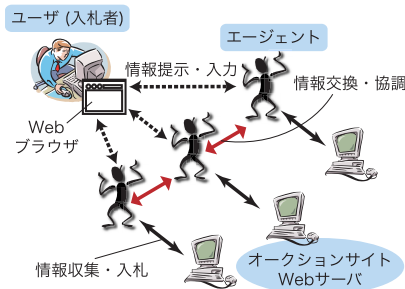 ユーザ (入札者)
エージェント
情報提示・入力
情報交換・協調
Web
ブラウザ
情報収集・入札
オークションサイト
Webサーバ